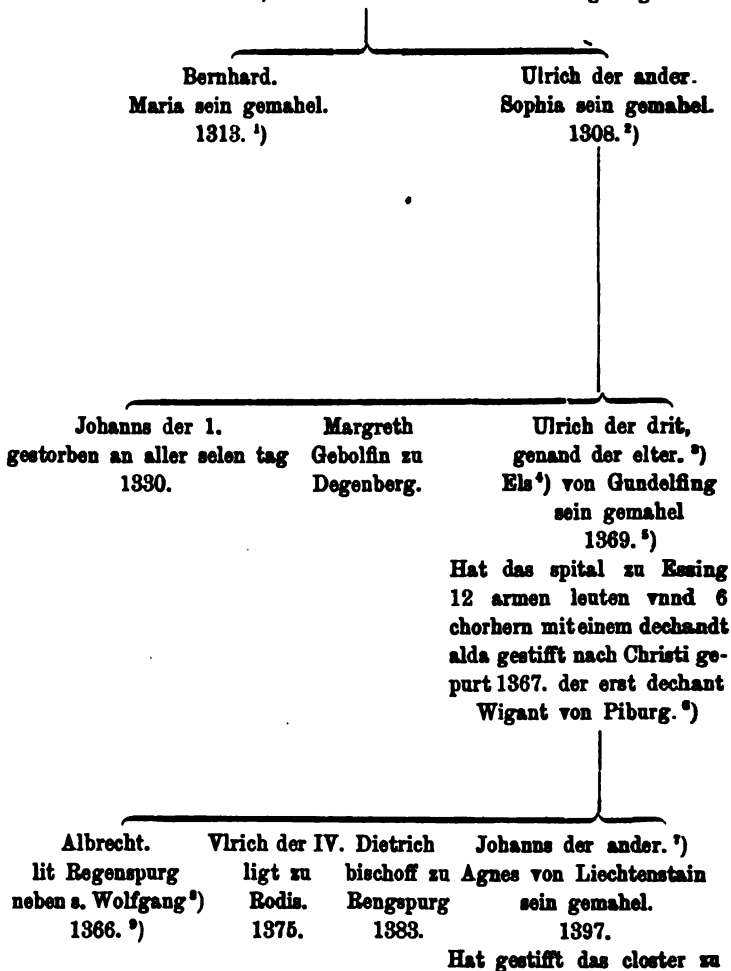 Bernhard.
Maria sein gemahel.
1313. ¹)
Ulrich der ander.
Sophia sein gemahel.
1308. ²)
Johanns der 1.
gestorben an aller selen tag
1330.
Margreth
Gebolfin zu
Degenberg.
Ulrich der drit,
genand der elter. ³)
Els ⁴) von Gundelfing
sein gemahel
1369. ⁵)
Hat das spital zu Essing
12 armen leuten vnnd 6
chorhern mit einem dechandt
alda gestifft nach Christi ge-
purt 1367. der erst dechant
Wigant von Piburg. ⁶)
Albrecht.
lit Regenspurg
neben s. Wolfgang ⁸)
1366. ⁹)
Vlrich der IV.
ligt zu
Rodis.
1375.
Dietrich
bischoff zu
Rengspurg
1383.
Johanns der ander. ⁷)
Agnes von Liechtenstain
sein gemahel.
1397.
Hat gestifft das closter zu